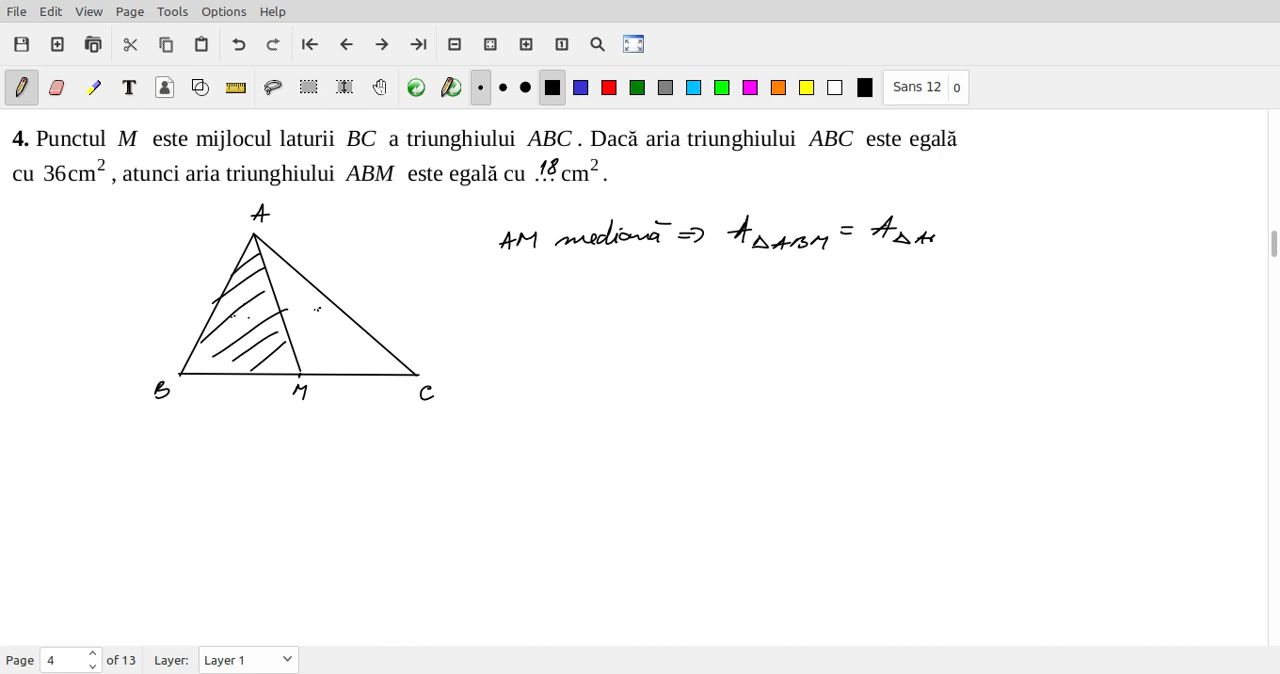 File Edit View Page Tools Options Help
Sans 12 0
4. Punctul M este mijlocul laturii BC a triunghiului ABC. Dacă aria triunghiului ABC este egală
cu 36cm², atunci aria triunghiului ABM este egală cu 18... cm².
A
AM mediană ⇒ A△ABM = A△A
B M C
Page 4 of 13 Layer: Layer 1